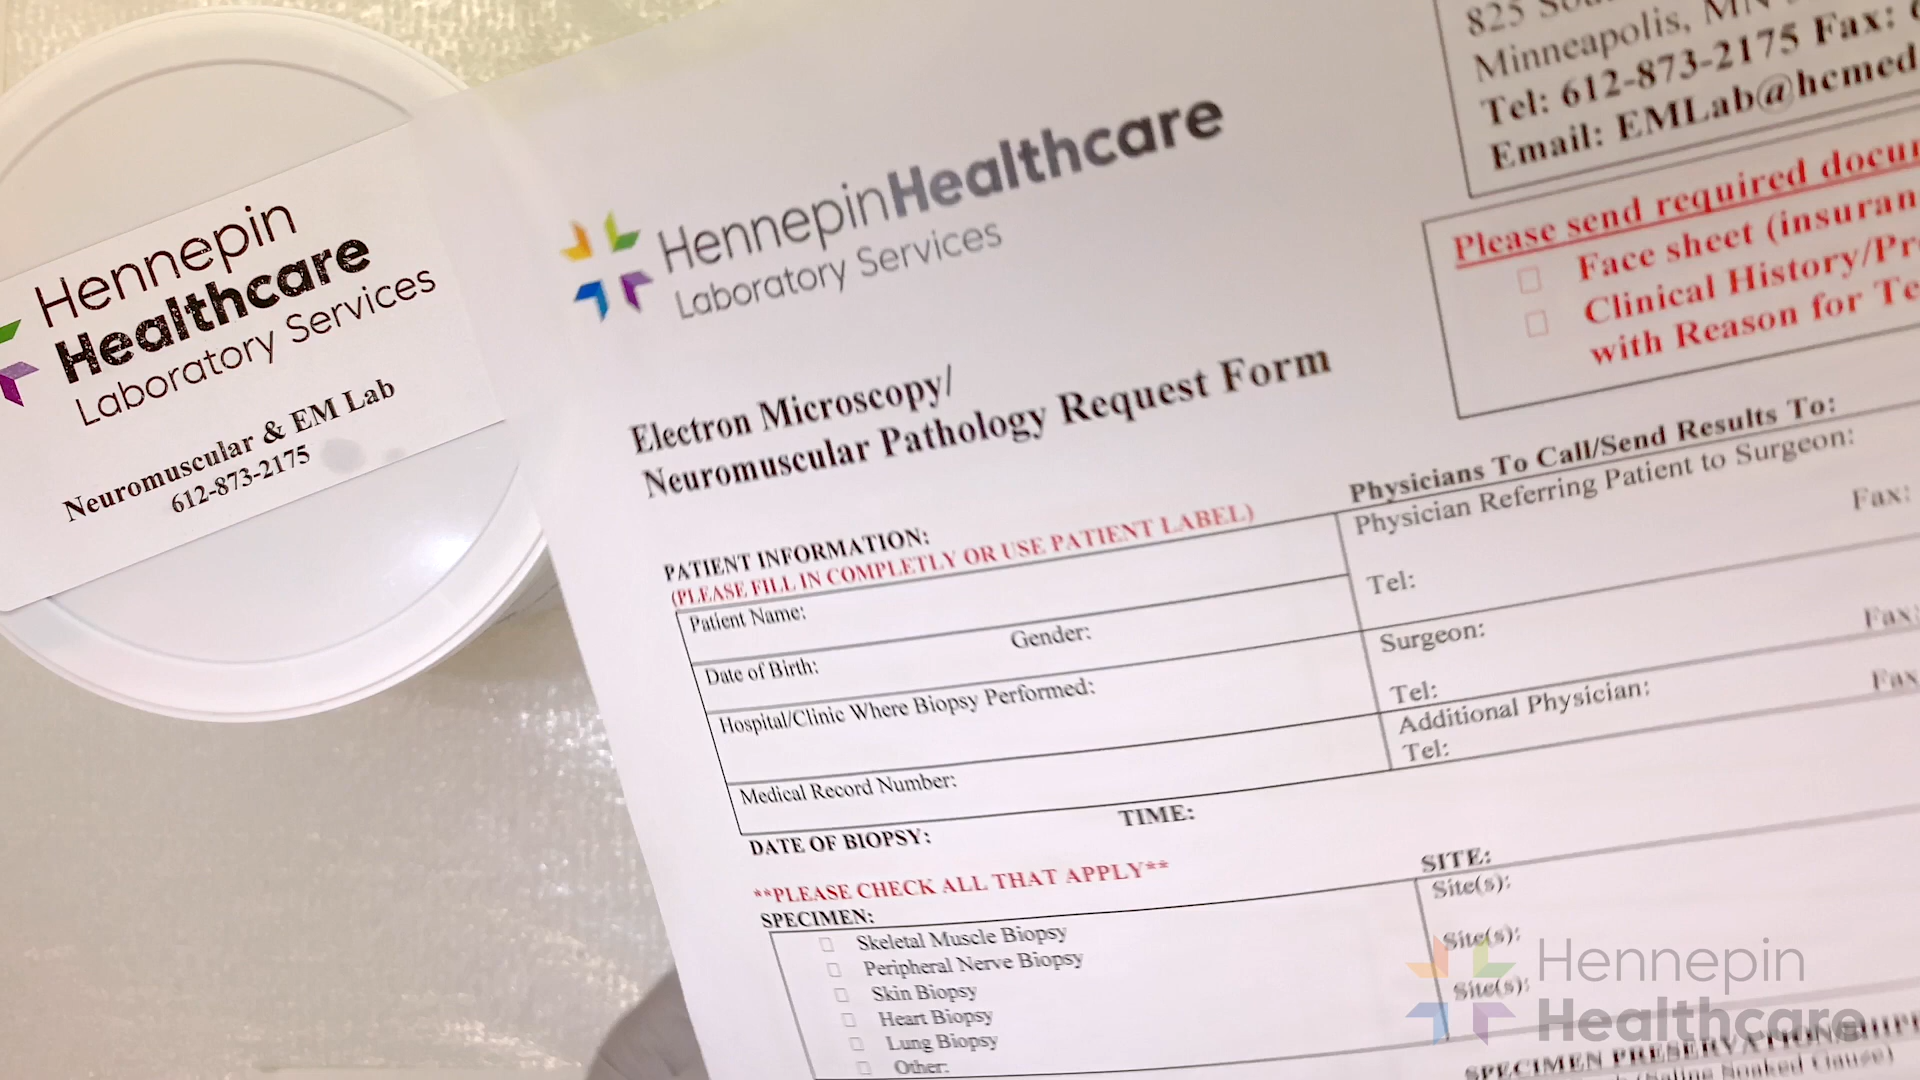 Hennepin
Healthcare
Laboratory Services
Neuromuscular & EM Lab
612-873-2175
HennepinHealthcare
Laboratory Services
Electron Microscopy/
Neuromuscular Pathology Request Form
825
Minneapolis, MN
Tel: 612-873-2175 Fax:
Email: EMLab@hcmed
Please send required
Face sheet
Clinical
with Reason for
PATIENT INFORMATION:
(PLEASE FILL IN COMPLETLY OR USE PATIENT LABEL)
Patient Name:
Date of Birth: Gender:
Hospital/Clinic Where Biopsy Performed:
Medical Record Number:
Physicians To Call/Send Results To:
Physician Referring Patient to Surgeon:
Tel: Fax:
Surgeon:
Tel: Fax:
Additional Physician:
Tel: Fax
DATE OF BIOPSY: TIME:
**PLEASE CHECK ALL THAT APPLY**
SPECIMEN:
Skeletal Muscle Biopsy
Peripheral Nerve Biopsy
Skin Biopsy
Heart Biopsy
Lung Biopsy
Other:
SITE:
Site(s):
Site(s):
Site(s):
SPECIMEN
Hennepin
Healthcare